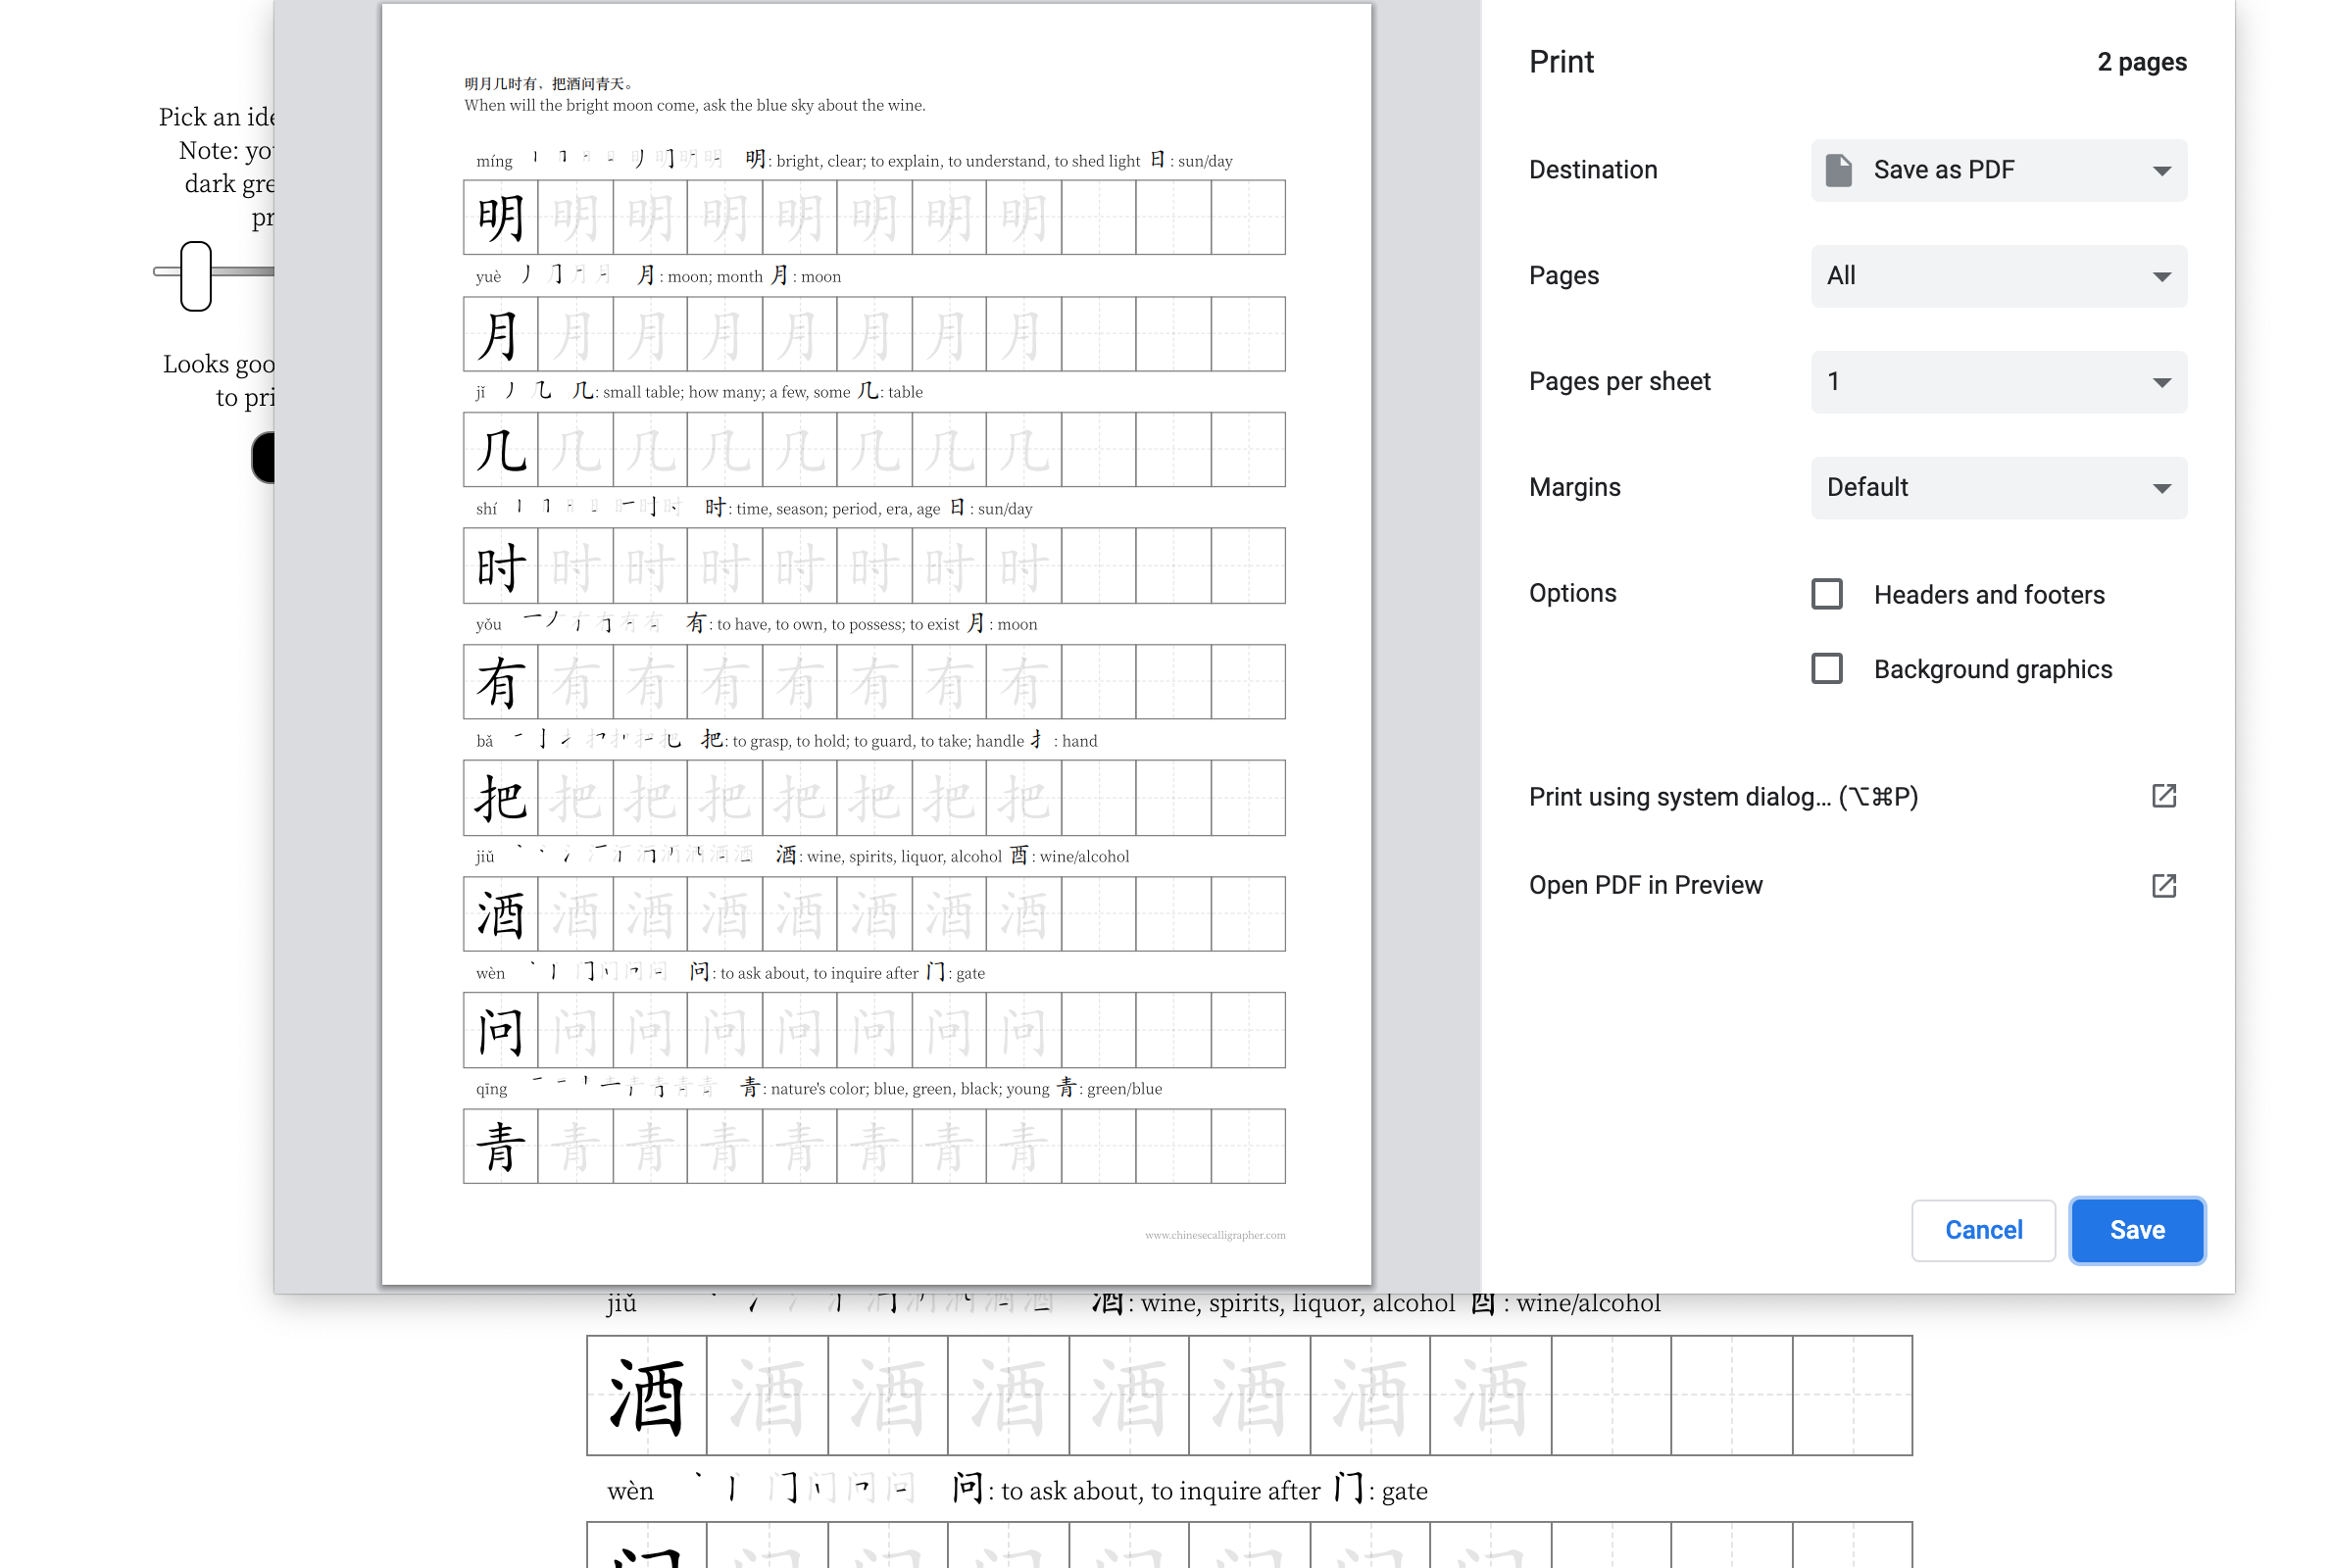 Pick an ide
Note: you
dark gre
pr
Looks goo
to pri
明月几时有，把酒问青天。
When will the bright moon come, ask the blue sky about the wine.
míng 明: bright, clear; to explain, to understand, to shed light 日: sun/day
明 明 明 明 明 明 明 明
yuè 月: moon; month 月: moon
月 月 月 月 月 月 月 月
jǐ 几: small table; how many; a few, some 几: table
几 几 几 几 几 几 几 几
shí 时: time, season; period, era, age 日: sun/day
时 时 时 时 时 时 时 时
yǒu 有: to have, to own, to possess; to exist 月: moon
有 有 有 有 有 有 有 有
bǎ 把: to grasp, to hold; to guard, to take; handle 扌: hand
把 把 把 把 把 把 把 把
jiǔ 酒: wine, spirits, liquor, alcohol 酉: wine/alcohol
酒 酒 酒 酒 酒 酒 酒 酒
wèn 问: to ask about, to inquire after 门: gate
问 问 问 问 问 问 问 问
qīng 青: nature's color; blue, green, black; young 青: green/blue
青 青 青 青 青 青 青 青
www.chinesecalligrapher.com
Print 2 pages
Destination Save as PDF
Pages All
Pages per sheet 1
Margins Default
Options Headers and footers
Background graphics
Print using system dialog... (⌥⌘P)
Open PDF in Preview
Cancel Save
jiǔ 酒: wine, spirits, liquor, alcohol 酉: wine/alcohol
酒 酒 酒 酒 酒 酒 酒 酒
wèn 问: to ask about, to inquire after 门: gate